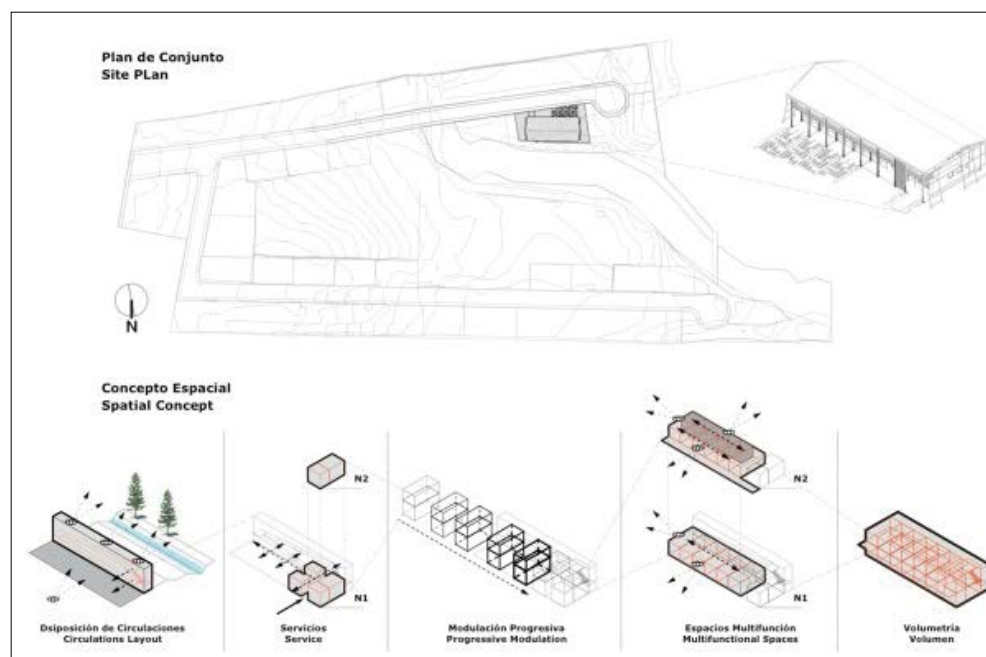 Plan de Conjunto
Site PLan
N
Concepto Espacial
Spatial Concept
N2
N1
N2
N1
Dsiposición de Circulaciones
Circulations Layout
Servicios
Service
Modulación Progresiva
Progressive Modulation
Espacios Multifunción
Multifunctional Spaces
Volumetría
Volumen